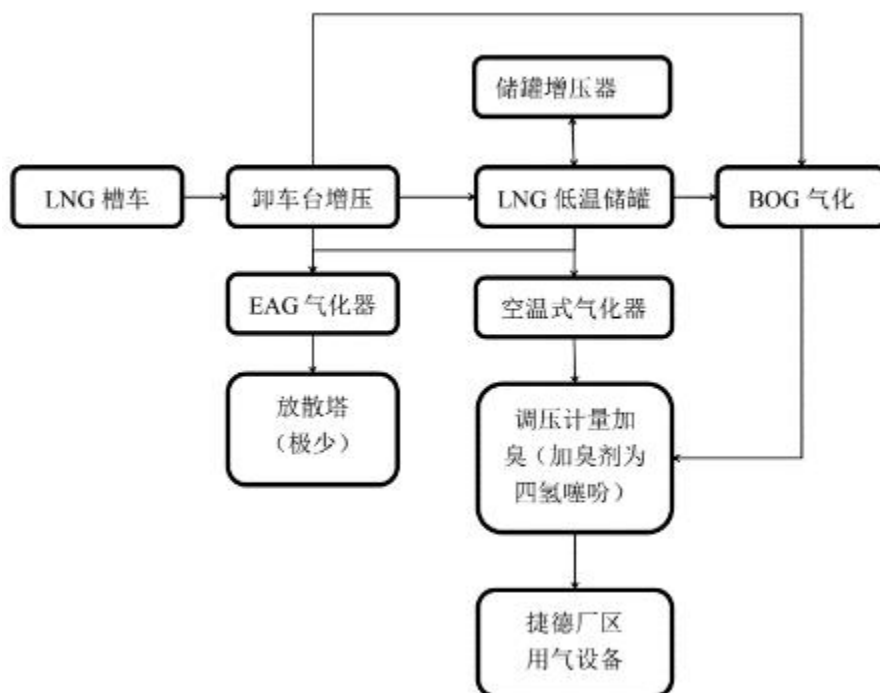 储罐增压器
LNG 槽车
卸车台增压
LNG 低温储罐
BOG 气化
EAG 气化器
空温式气化器
放散塔
（极少）
调压计量加
臭（加臭剂为
四氢噻吩）
捷德厂区
用气设备